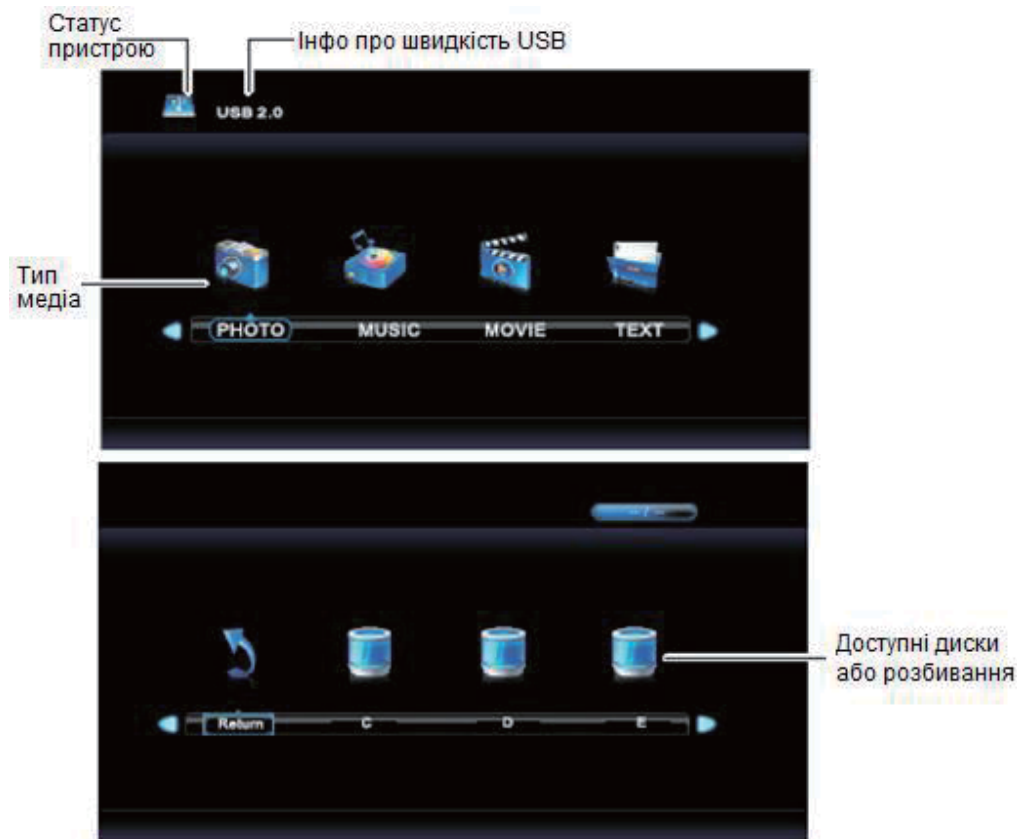 Статус
пристрою
Інфо про швидкість USB
USB 2.0
Тип
медіа
PHOTO MUSIC MOVIE TEXT
-- / --
Доступні диски
або розбивання
Return C D E